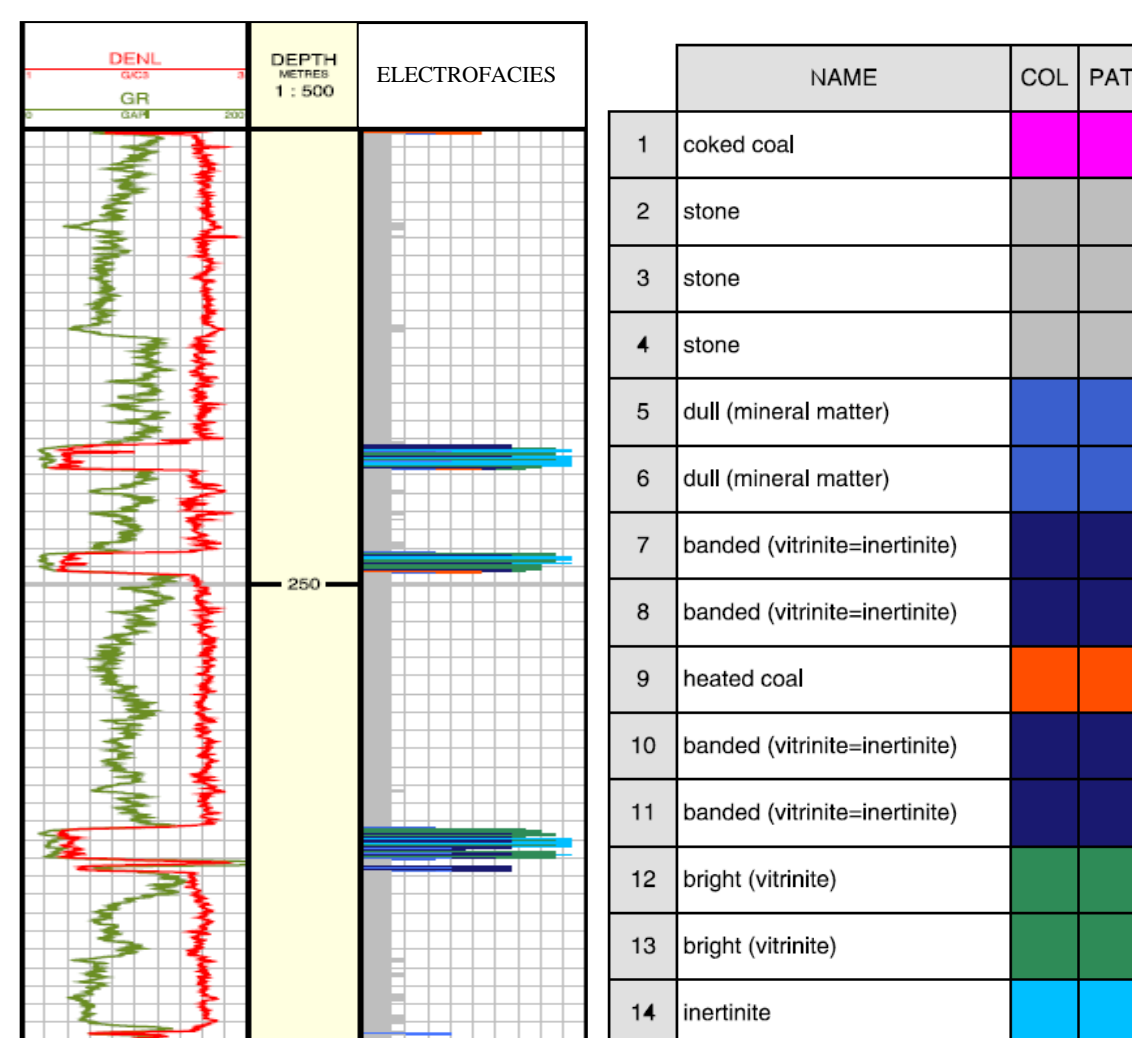 DENL
1 G/C3 3
GR
0 GAPI 200
DEPTH
METRES
1 : 500
ELECTROFACIES
250
NAME COL PAT
1 coked coal
2 stone
3 stone
4 stone
5 dull (mineral matter)
6 dull (mineral matter)
7 banded (vitrinite=inertinite)
8 banded (vitrinite=inertinite)
9 heated coal
10 banded (vitrinite=inertinite)
11 banded (vitrinite=inertinite)
12 bright (vitrinite)
13 bright (vitrinite)
14 inertinite